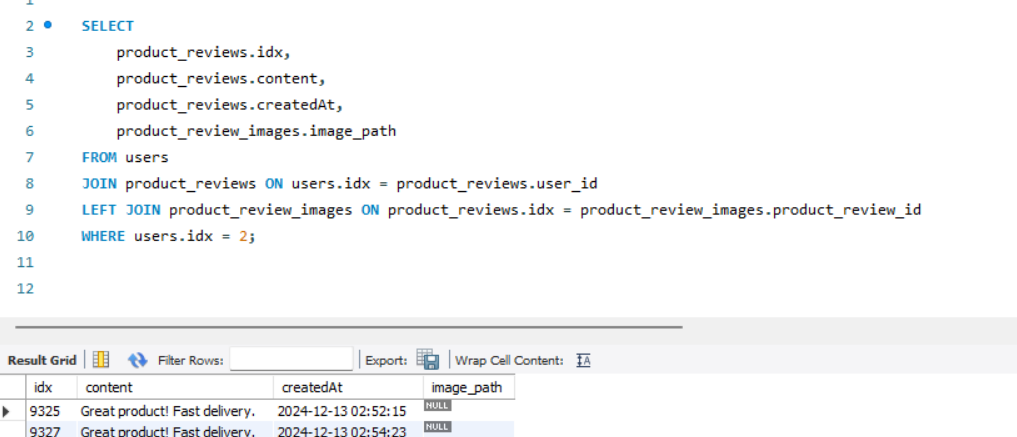 1
2 SELECT
3 product_reviews.idx,
4 product_reviews.content,
5 product_reviews.createdAt,
6 product_review_images.image_path
7 FROM users
8 JOIN product_reviews ON users.idx = product_reviews.user_id
9 LEFT JOIN product_review_images ON product_reviews.idx = product_review_images.product_review_id
10 WHERE users.idx = 2;
11
12
Result Grid Filter Rows: Export: Wrap Cell Content: IA
idx content createdAt image_path
9325 Great product! Fast delivery. 2024-12-13 02:52:15 NULL
9327 Great product! Fast delivery. 2024-12-13 02:54:23 NULL